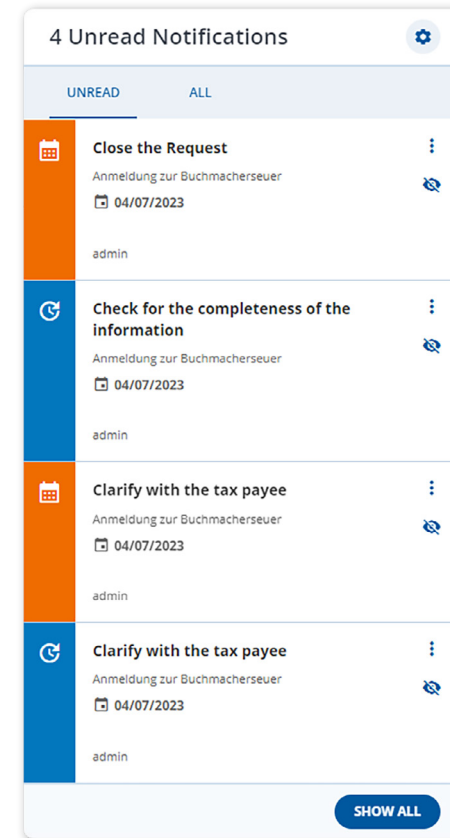 4 Unread Notifications
UNREAD ALL
Close the Request
Anmeldung zur Buchmacherseuer
04/07/2023
admin
Check for the completeness of the
information
Anmeldung zur Buchmacherseuer
04/07/2023
admin
Clarify with the tax payee
Anmeldung zur Buchmacherseuer
04/07/2023
admin
Clarify with the tax payee
Anmeldung zur Buchmacherseuer
04/07/2023
admin
SHOW ALL